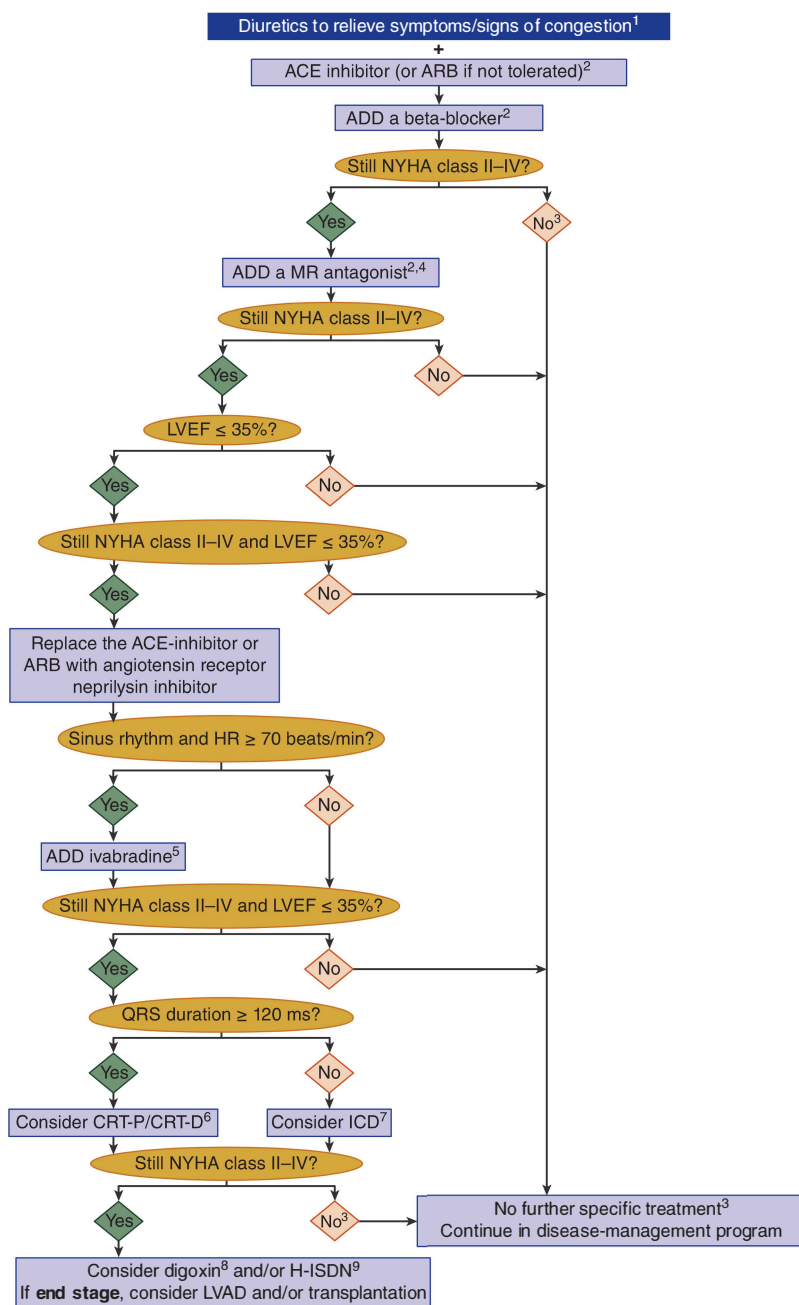 Diuretics to relieve symptoms/signs of congestion¹
+
ACE inhibitor (or ARB if not tolerated)²
ADD a beta-blocker²
Still NYHA class II–IV?
Yes
No³
ADD a MR antagonist²,⁴
Still NYHA class II–IV?
Yes
No
LVEF ≤ 35%?
Yes
No
Still NYHA class II–IV and LVEF ≤ 35%?
Yes
No
Replace the ACE-inhibitor or
ARB with angiotensin receptor
neprilysin inhibitor
Sinus rhythm and HR ≥ 70 beats/min?
Yes
No
ADD ivabradine⁵
Still NYHA class II–IV and LVEF ≤ 35%?
Yes
No
QRS duration ≥ 120 ms?
Yes
No
Consider CRT-P/CRT-D⁶
Consider ICD⁷
Still NYHA class II–IV?
Yes
No³
No further specific treatment³
Continue in disease-management program
Consider digoxin⁸ and/or H-ISDN⁹
If end stage, consider LVAD and/or transplantation